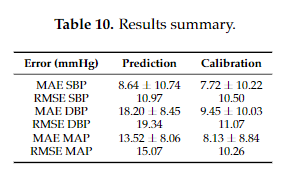 Table 10. Results summary.
Error (mmHg) Prediction Calibration
MAE SBP 8.64 ± 10.74 7.72 ± 10.22
RMSE SBP 10.97 10.50
MAE DBP 18.20 ± 8.45 9.45 ± 10.03
RMSE DBP 19.34 11.07
MAE MAP 13.52 ± 8.06 8.13 ± 8.84
RMSE MAP 15.07 10.26